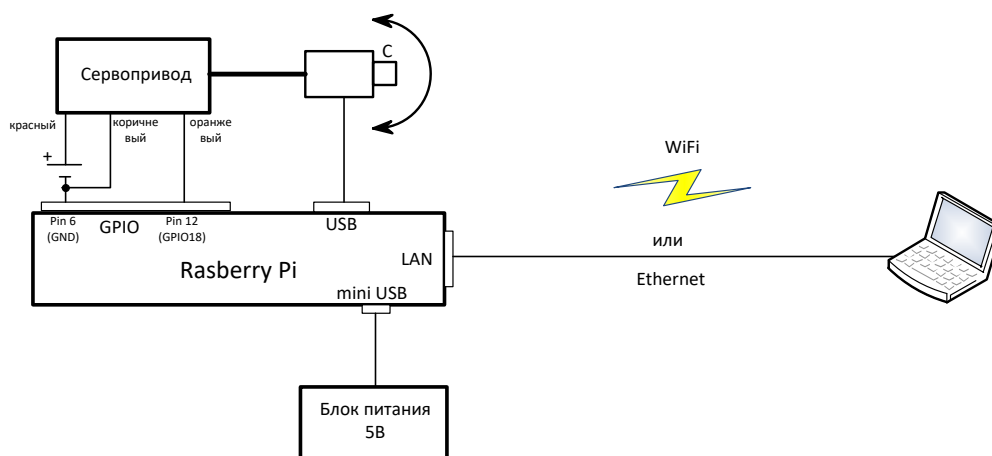 С
Сервопривод
красный
коричне
вый
оранже
вый
+
WiFi
Pin 6
(GND)
GPIO
Pin 12
(GPIO18)
USB
или
LAN
Rasberry Pi
Ethernet
mini USB
Блок питания
5В